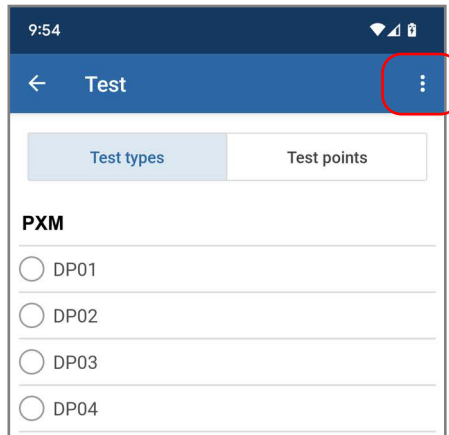 9:54
Test
Test types Test points
PXM
DP01
DP02
DP03
DP04